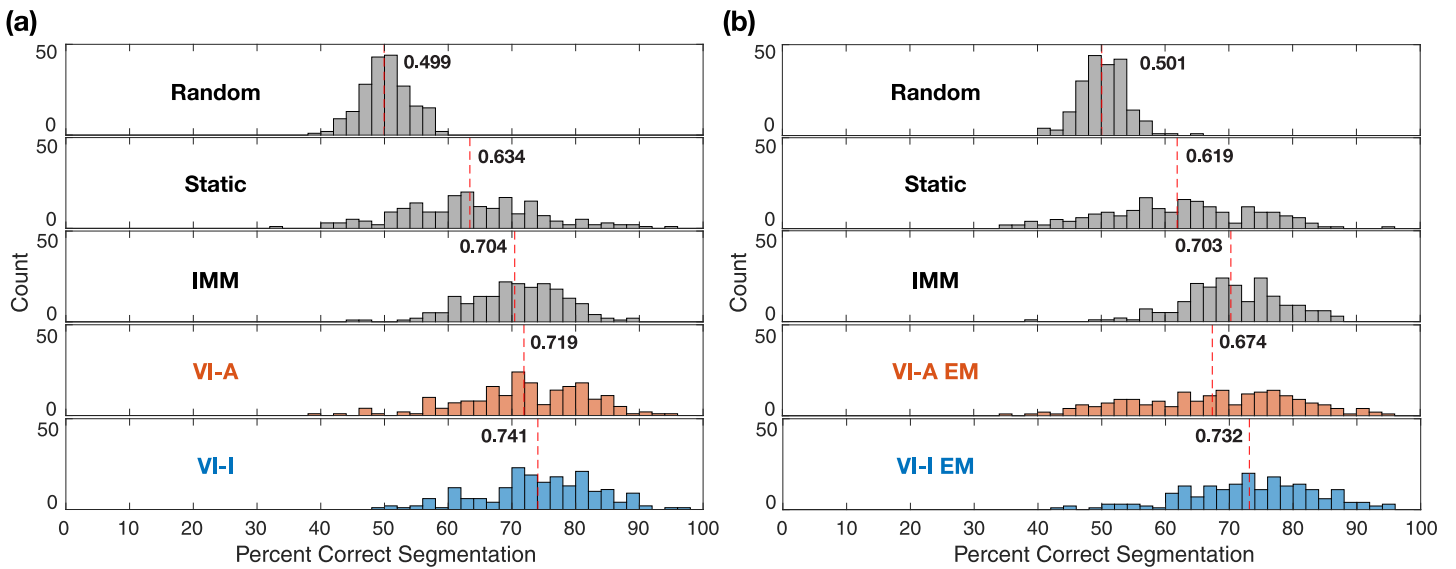 (a)
50
0.499
Random
0
50
0.634
Static
0
50
0.704
IMM
0
50
0.719
VI-A
0
50
0.741
VI-I
0
Count
0 10 20 30 40 50 60 70 80 90 100
Percent Correct Segmentation
(b)
50
0.501
Random
0
50
0.619
Static
0
50
0.703
IMM
0
50
0.674
VI-A EM
0
50
0.732
VI-I EM
0
Count
0 10 20 30 40 50 60 70 80 90 100
Percent Correct Segmentation